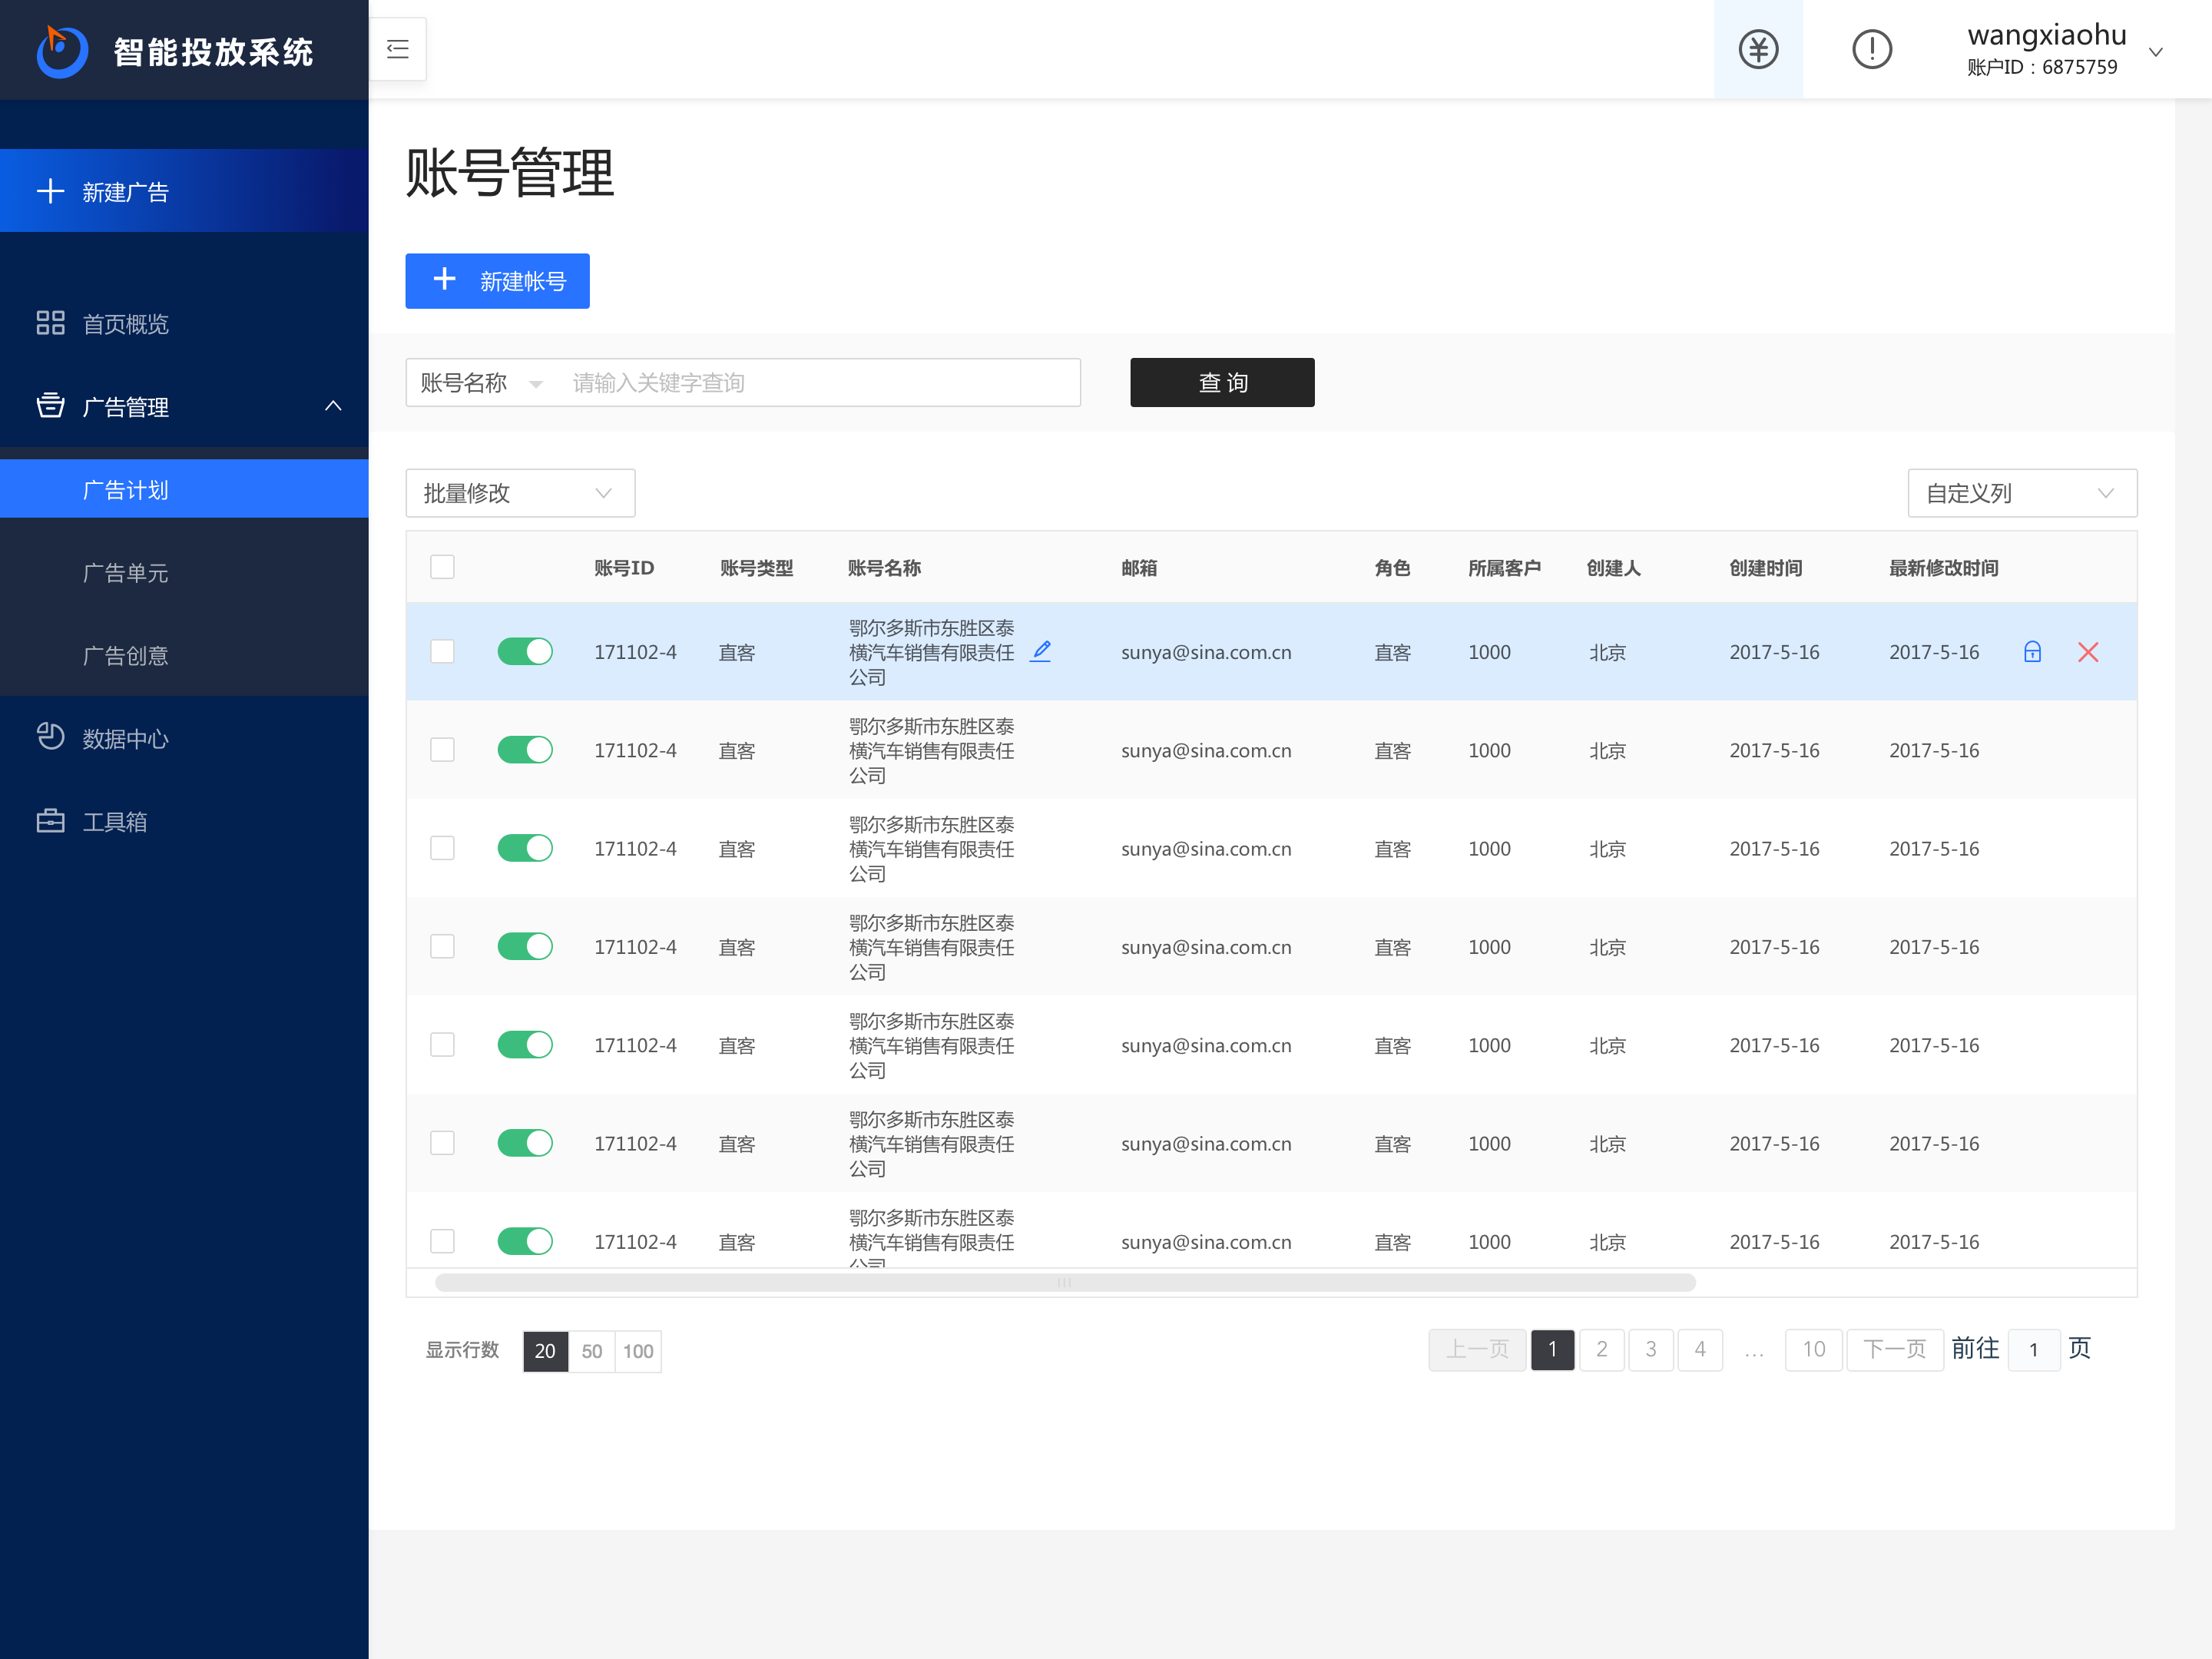 智能投放系统
wangxiaohu
账户ID：6875759
新建广告
首页概览
广告管理
广告计划
广告单元
广告创意
数据中心
工具箱
账号管理
新建帐号
账号名称 请输入关键字查询 查 询
批量修改 自定义列
账号ID 账号类型 账号名称 邮箱 角色 所属客户 创建人 创建时间 最新修改时间
171102-4 直客 鄂尔多斯市东胜区泰
横汽车销售有限责任
公司 sunya@sina.com.cn 直客 1000 北京 2017-5-16 2017-5-16
171102-4 直客 鄂尔多斯市东胜区泰
横汽车销售有限责任
公司 sunya@sina.com.cn 直客 1000 北京 2017-5-16 2017-5-16
171102-4 直客 鄂尔多斯市东胜区泰
横汽车销售有限责任
公司 sunya@sina.com.cn 直客 1000 北京 2017-5-16 2017-5-16
171102-4 直客 鄂尔多斯市东胜区泰
横汽车销售有限责任
公司 sunya@sina.com.cn 直客 1000 北京 2017-5-16 2017-5-16
171102-4 直客 鄂尔多斯市东胜区泰
横汽车销售有限责任
公司 sunya@sina.com.cn 直客 1000 北京 2017-5-16 2017-5-16
171102-4 直客 鄂尔多斯市东胜区泰
横汽车销售有限责任
公司 sunya@sina.com.cn 直客 1000 北京 2017-5-16 2017-5-16
171102-4 直客 鄂尔多斯市东胜区泰
横汽车销售有限责任
公司 sunya@sina.com.cn 直客 1000 北京 2017-5-16 2017-5-16
显示行数 20 50 100 上一页 1 2 3 4 ... 10 下一页 前往 1 页